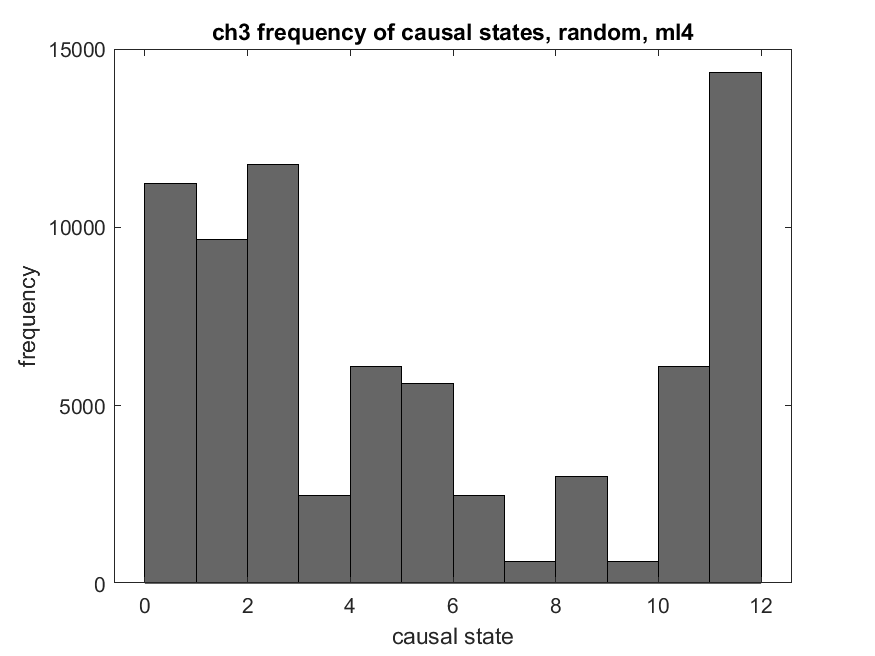 ch3 frequency of causal states, random, ml4
15000
10000
5000
0
frequency
0 2 4 6 8 10 12
causal state